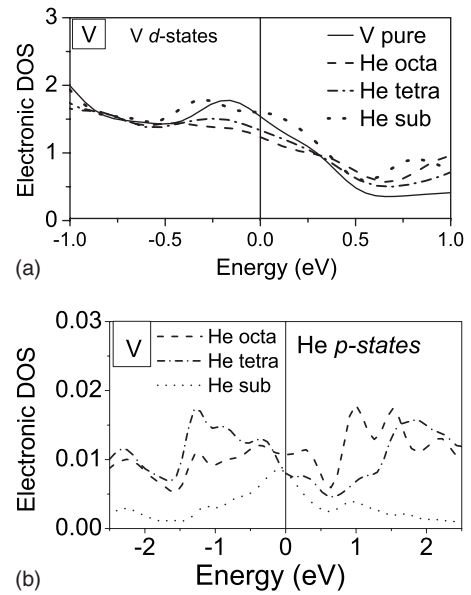 3
V
V d-states
V pure
He octa
He tetra
He sub
2
1
0
Electronic DOS
-1.0 -0.5 0.0 0.5 1.0
(a)
Energy (eV)
0.03
V
He octa
He tetra
He sub
He p-states
0.02
0.01
0.00
Electronic DOS
-2 -1 0 1 2
(b)
Energy (eV)